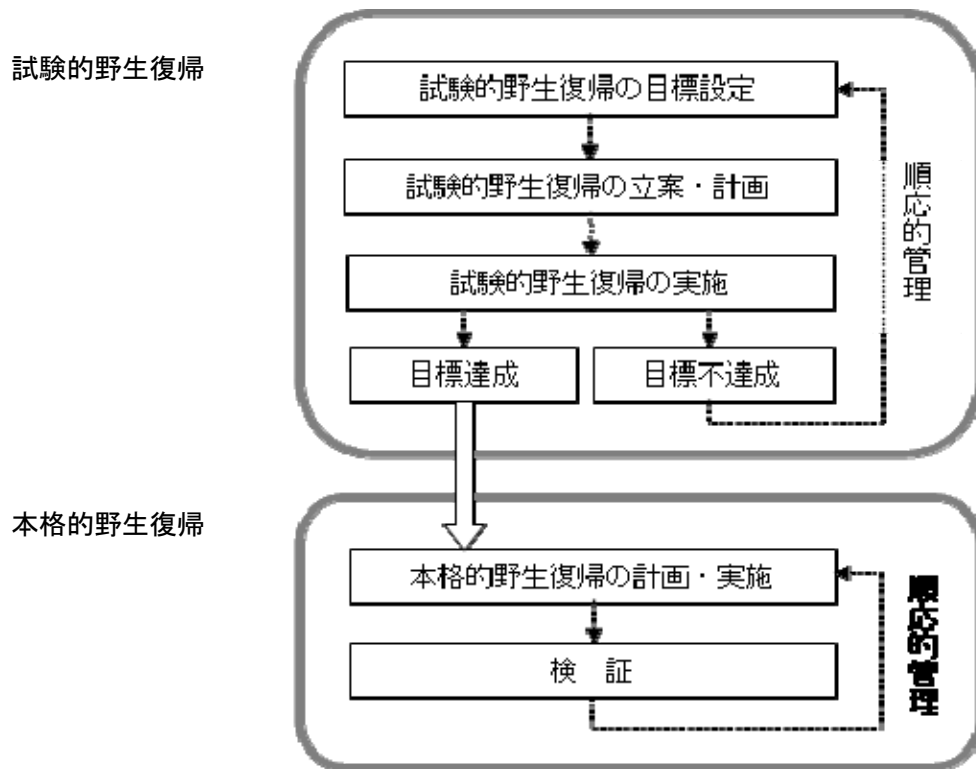 試験的野生復帰
試験的野生復帰の目標設定
試験的野生復帰の立案・計画
試験的野生復帰の実施
目標達成
目標不達成
順応的管理
本格的野生復帰
本格的野生復帰の計画・実施
検 証
順応的管理